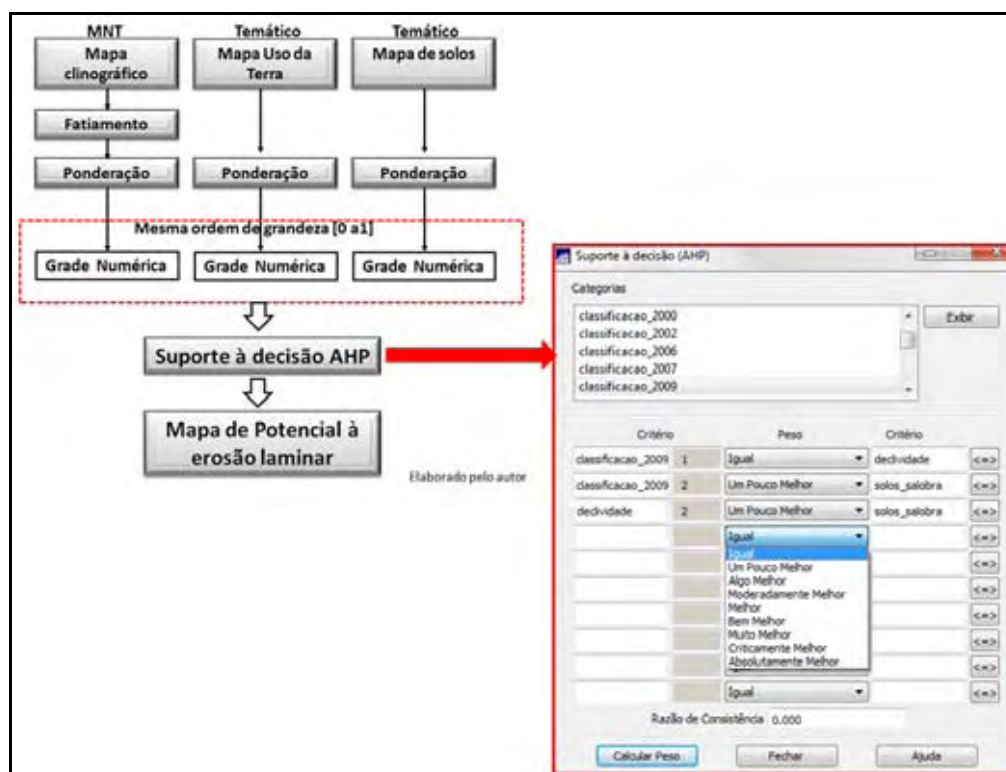 MNT
Mapa
clinográfico
Fatiamento
Ponderação
Temático
Mapa Uso da
Terra
Ponderação
Temático
Mapa de solos
Ponderação
Mesma ordem de grandeza [0 a1]
Grade Numérica
Grade Numérica
Grade Numérica
Suporte à decisão AHP
Mapa de Potencial à
erosão laminar
Elaborado pelo autor
Suporte à decisão (AHP)
Categorias
classificacao_2000
classificacao_2002
classificacao_2006
classificacao_2007
classificacao_2009
Exibir
Critério Peso Critério
classificacao_2009 1 Igual declividade <=>
classificacao_2009 2 Um Pouco Melhor solos_salobra <=>
declividade 2 Um Pouco Melhor solos_salobra <=>
Igual <=>
Igual
Um Pouco Melhor <=>
Algo Melhor
Moderadamente Melhor <=>
Melhor
Bem Melhor <=>
Muito Melhor
Criticamente Melhor <=>
Absolutamente Melhor <=>
Igual <=>
Razão de Consistência 0.000
Calcular Peso Fechar Ajuda